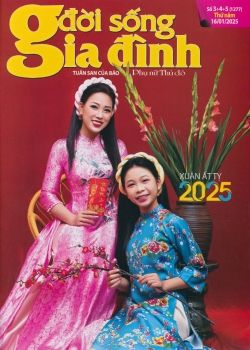 đời sống
gia đình
TUẦN SAN CỦA BÁO Phụ nữ Thủ đô
Số 3+4+5 (1277)
Thứ năm
16/01/2025
XUÂN ẤT TỴ
2025